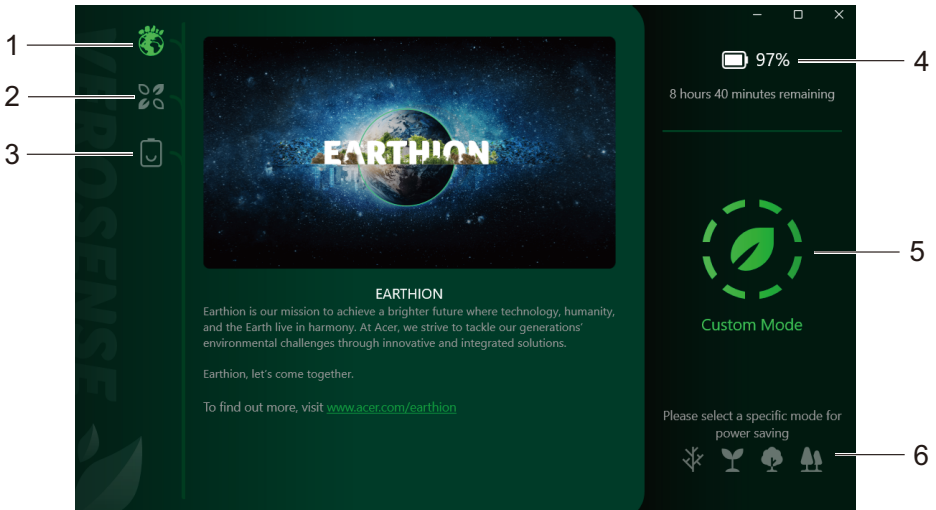 1
2
3
VEROSENSE
EARTHION
EARTHION
Earthion is our mission to achieve a brighter future where technology, humanity,
and the Earth live in harmony. At Acer, we strive to tackle our generations'
environmental challenges through innovative and integrated solutions.
Earthion, let's come together.
To find out more, visit www.acer.com/earthion
97%
4
8 hours 40 minutes remaining
5
Custom Mode
Please select a specific mode for
power saving
6